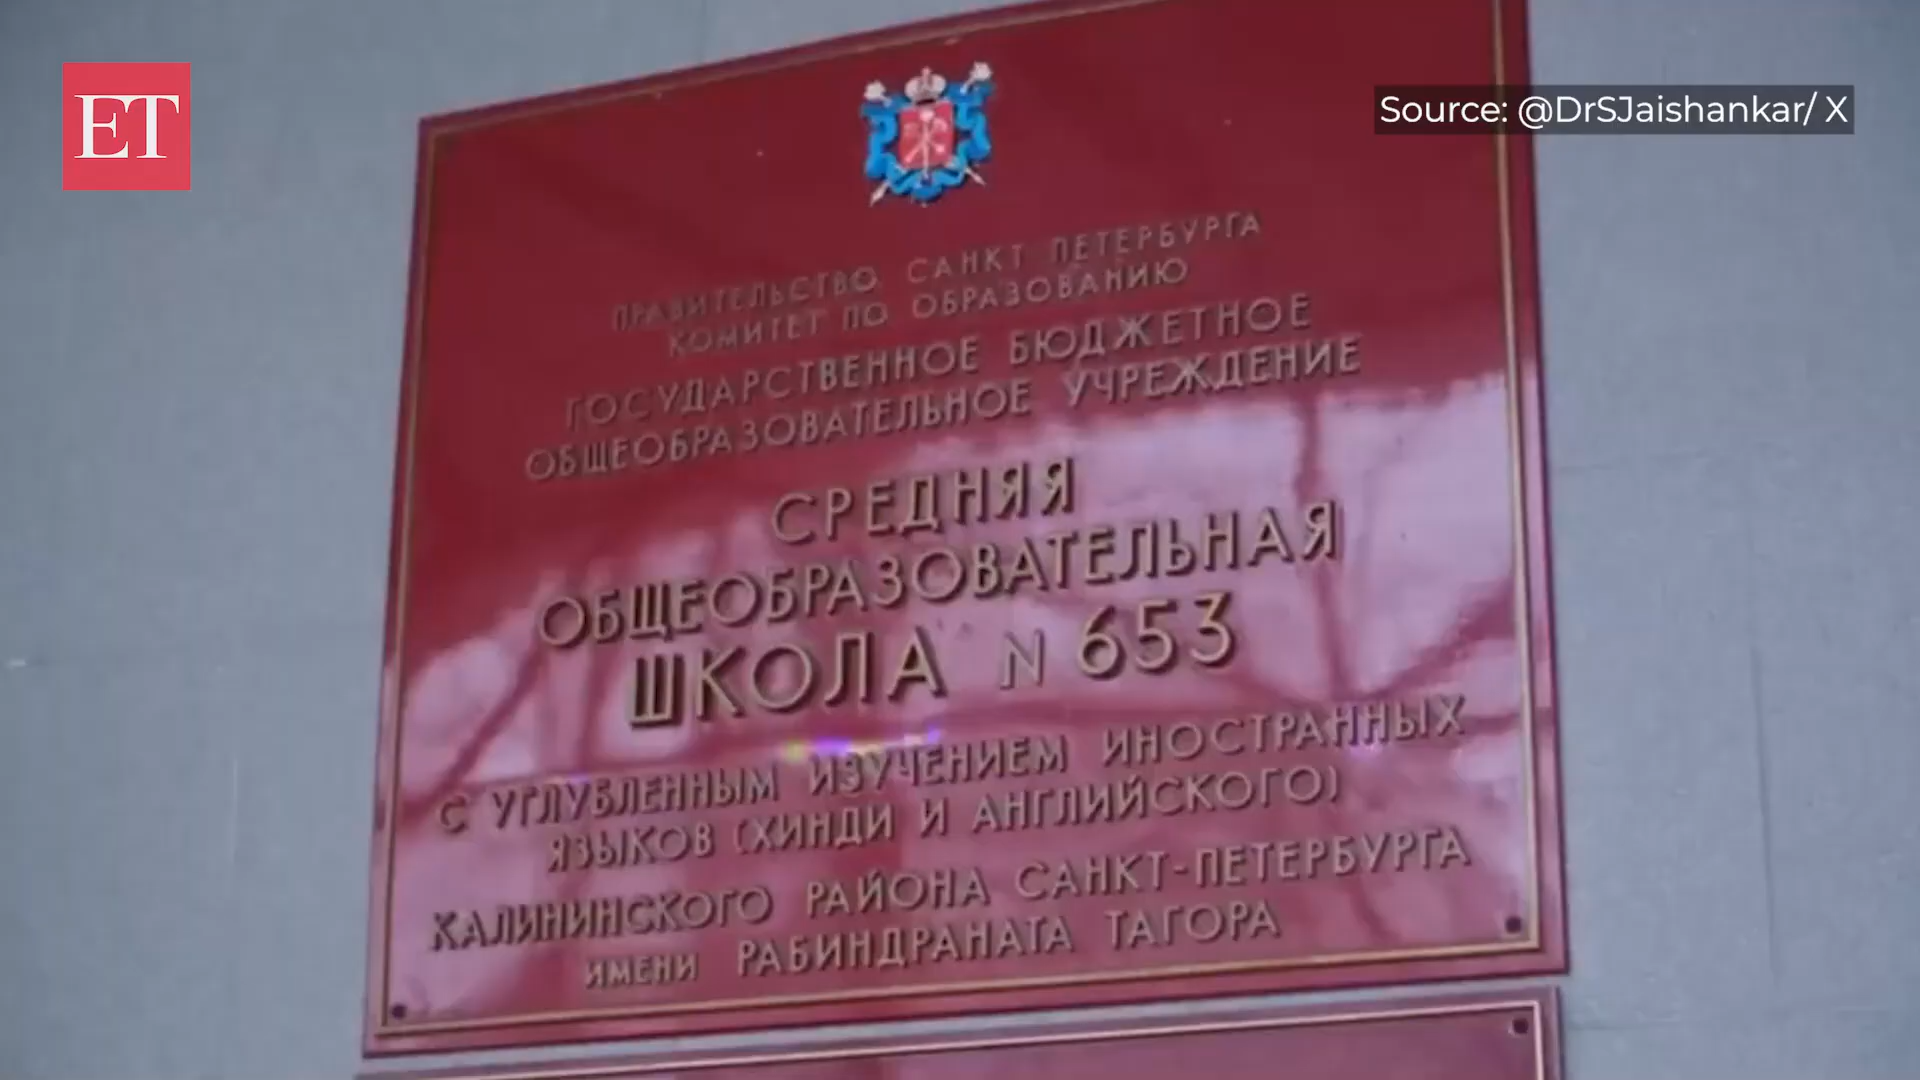 ET
Source: @DrSJaishankar/ X
ПРАВИТЕЛЬСТВО САНКТ ПЕТЕРБУРГА
КОМИТЕТ ПО ОБРАЗОВАНИЮ
ГОСУДАРСТВЕННОЕ БЮДЖЕТНОЕ
ОБЩЕОБРАЗОВАТЕЛЬНОЕ УЧРЕЖДЕНИЕ
СРЕДНЯЯ
ОБЩЕОБРАЗОВАТЕЛЬНАЯ
ШКОЛА N 653
С УГЛУБЛЕННЫМ ИЗУЧЕНИЕМ ИНОСТРАННЫХ
ЯЗЫКОВ (ХИНДИ И АНГЛИЙСКОГО)
КАЛИНИНСКОГО РАЙОНА САНКТ-ПЕТЕРБУРГА
ИМЕНИ РАБИНДРАНАТА ТАГОРА